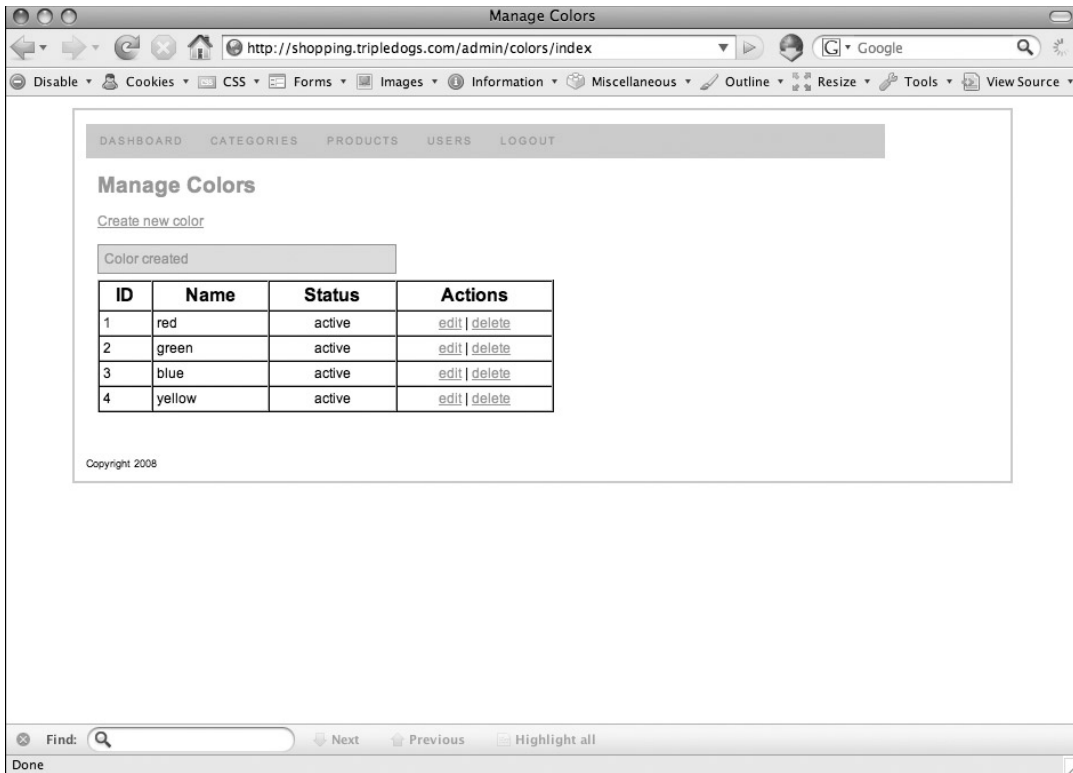 Manage Colors
http://shopping.tripledogs.com/admin/colors/index G Google
Disable Cookies CSS Forms Images Information Miscellaneous Outline Resize Tools View Source
DASHBOARD CATEGORIES PRODUCTS USERS LOGOUT
Manage Colors
Create new color
Color created
ID Name Status Actions
1 red active edit | delete
2 green active edit | delete
3 blue active edit | delete
4 yellow active edit | delete
Copyright 2008
Find: Next Previous Highlight all
Done